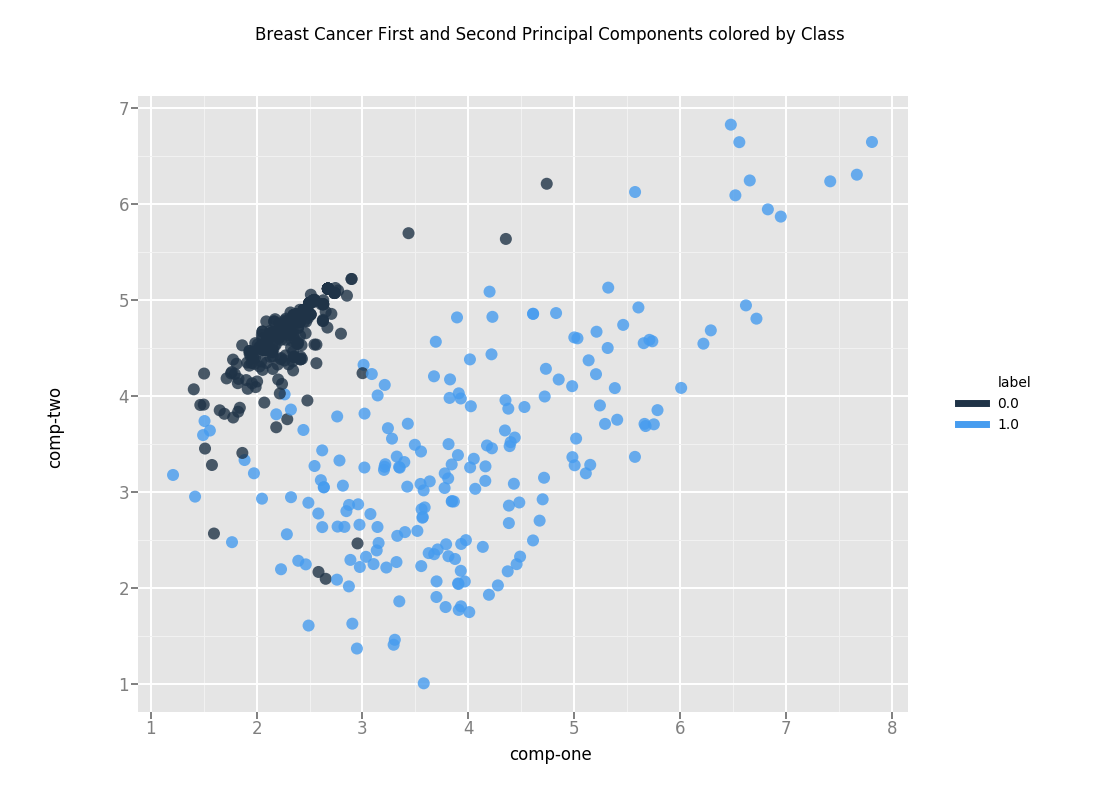 Breast Cancer First and Second Principal Components colored by Class
7
6
5
4
3
2
1
comp-two
1 2 3 4 5 6 7 8
comp-one
label
0.0
1.0